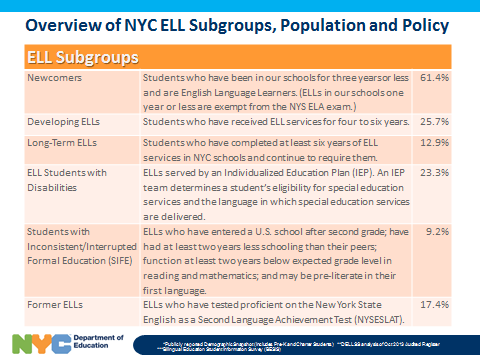 Overview of NYC ELL Subgroups, Population and Policy
ELL Subgroups
Newcomers
Students who have been in our schools for three yearsor less
and are English Language Learners. (ELLs in our schools one
year or less are exempt from the NYS ELA exam.)
61.4%
Developing ELLs
Students who have received ELL services for four to six years.
25.7%
Long-Term ELLs
Students who have completed at least six years of ELL
services in NYC schools and continue to require them.
12.9%
ELL Students with
Disabilities
ELLs served by an Individualized Education Plan (IEP). An IEP
team determines a student's eligibility for special education
services and the language in which special education services
are delivered.
23.3%
Students with
Inconsistent/Interrupted
Formal Education (SIFE)
ELLs who have entered a U.S. school after second grade; have
had at least two years less schooling than their peers;
function at least two years below expected grade level in
reading and mathematics; and may be pre-literate in their
first language.
9.2%
Former ELLs
ELLs who have tested proficient on the New York State
English as a Second Language Achievement Test (NYSESLAT).
17.4%
NYC
Department of
Education
*Publicly reported Demographic Snapshot (includes Pre-K and Charter Students) **DELLSS analysis of Oct 2013 Audited Register
***Bilingual Education Student Information Survey (BESIS)